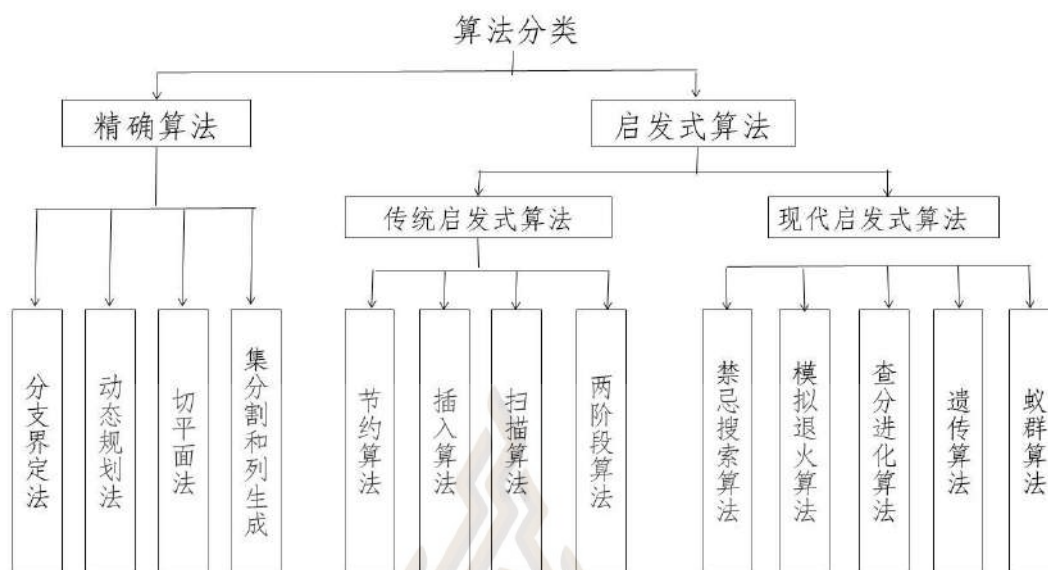 算法分类
精确算法
启发式算法
传统启发式算法
现代启发式算法
分支界定法
动态规划法
切平面法
集分割和列生成
节约算法
插入算法
扫描算法
两阶段算法
禁忌搜索算法
模拟退火算法
查分进化算法
遗传算法
蚁群算法